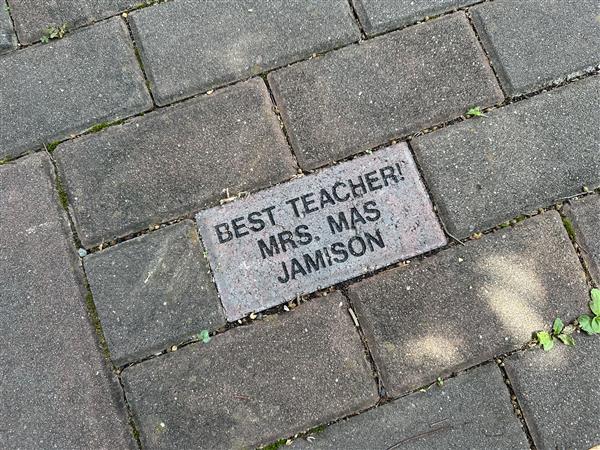 BEST TEACHER!
MRS. MAS
JAMISON